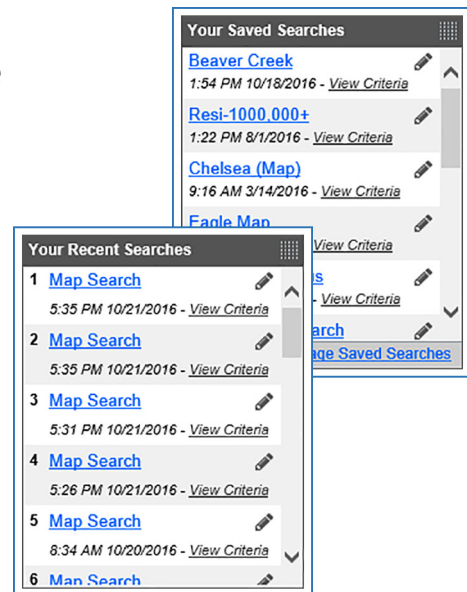 Your Saved Searches
Beaver Creek
1:54 PM 10/18/2016 - View Criteria
Resi-1000,000+
1:22 PM 8/1/2016 - View Criteria
Chelsea (Map)
9:16 AM 3/14/2016 - View Criteria
Eagle Map
View Criteria
- View Criteria
Saved Searches
Your Recent Searches
1 Map Search
5:35 PM 10/21/2016 - View Criteria
2 Map Search
5:35 PM 10/21/2016 - View Criteria
3 Map Search
5:31 PM 10/21/2016 - View Criteria
4 Map Search
5:26 PM 10/21/2016 - View Criteria
5 Map Search
8:34 AM 10/20/2016 - View Criteria
6 Map Search